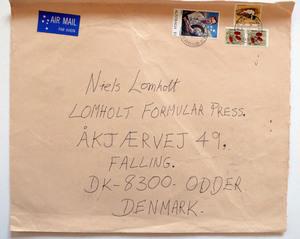 AIR MAIL
PAR AVION
Niels Lomholt
LOMHOLT FORMULAR PRESS.
ÅKJÆRVEJ 49.
FALLING.
DK-8300- ODDER
DENMARK.